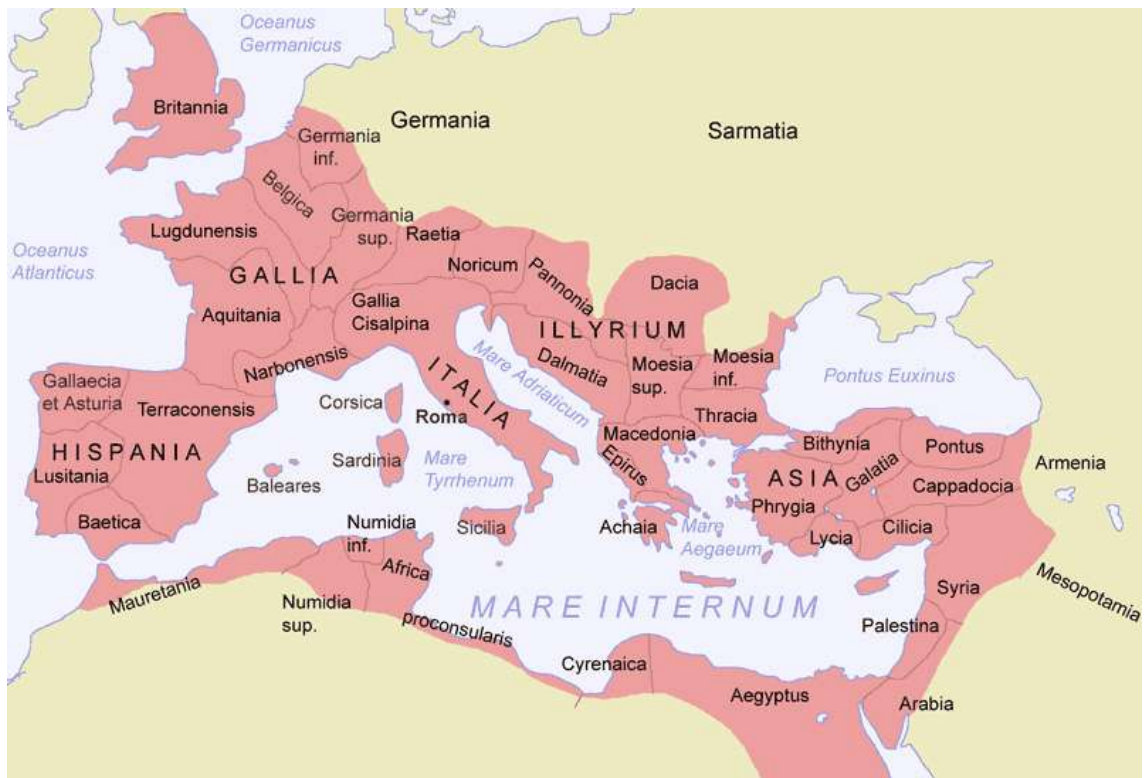 Oceanus
Germanicus
Britannia
Germania
Sarmatia
Germania
inf.
Belgica
Germania
sup.
Lugdunensis
Raetia
Oceanus
Atlanticus
GALLIA
Noricum
Pannonia
Dacia
Gallia
Cisalpina
Aquitania
ILLYRIUM
Narbonensis
Mare Adriaticum
Dalmatia
Moesia
sup.
Moesia
inf.
Pontus Euxinus
Gallaecia
et Asturia
Terraconensis
Corsica
ITALIA
Roma
Thracia
Macedonia
Bithynia
Pontus
HISPANIA
Lusitania
Sardinia
Mare
Tyrrhenum
Epirus
ASIA
Galatia
Armenia
Baleares
Phrygia
Cappadocia
Baetica
Numidia
inf.
Sicilia
Achaia
Mare
Aegaeum
Lycia
Cilicia
Africa
proconsularis
Mauretania
Numidia
sup.
MARE INTERNUM
Syria
Mesopotamia
Palestina
Cyrenaica
Aegyptus
Arabia